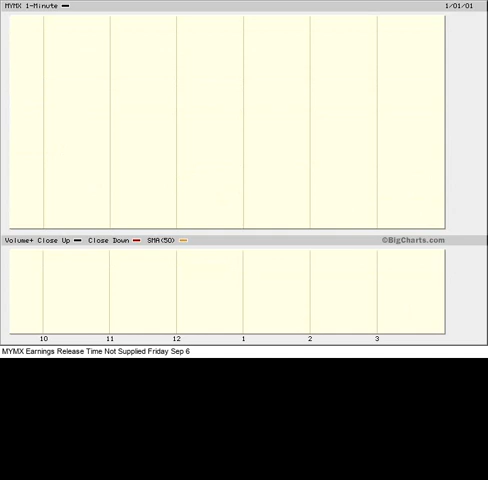 MYMX 1-Minute 1/01/01
Volume+ Close Up Close Down SMA(50) ©BigCharts.com
10 11 12 1 2 3
MYMX Earnings Release Time Not Supplied Friday Sep 6